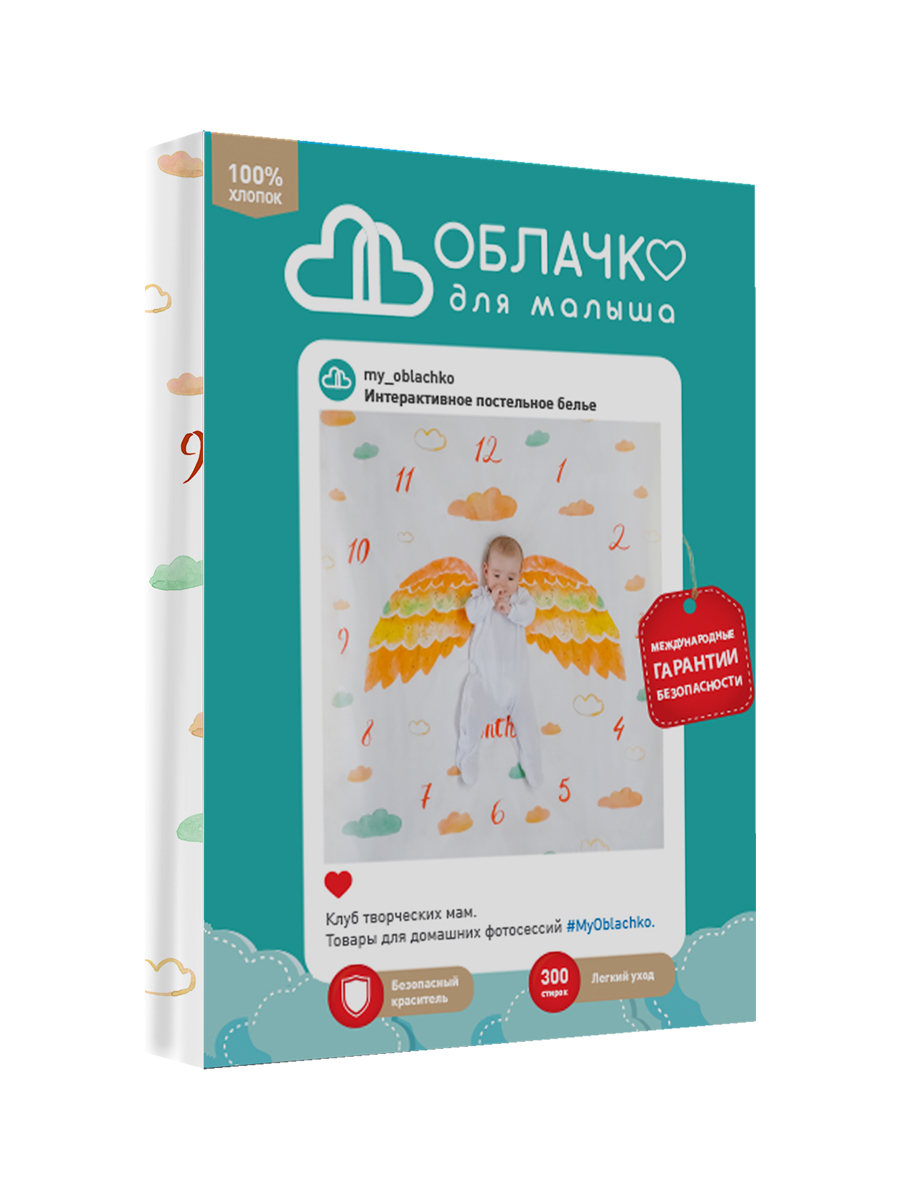 100%
ХЛОПОК
ОБЛАЧКО
для малыша
my_oblachko
Интерактивное постельное белье
12
11
1
10
2
9
9
8
4
7
5
6
МЕЖДУНАРОДНЫЕ
ГАРАНТИИ
БЕЗОПАСНОСТИ
Клуб творческих мам.
Товары для домашних фотосессий #MyOblachko.
Безопасный
краситель
300
стирок
Легкий уход